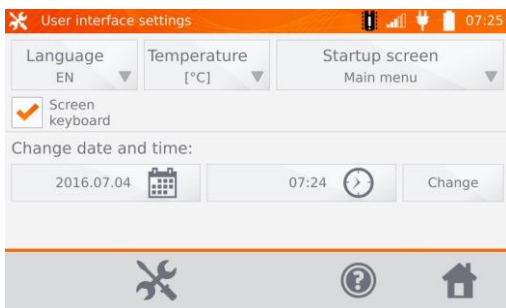 User interface settings 07:25
Language Temperature Startup screen
EN [°C] Main menu
Screen
keyboard
Change date and time:
2016.07.04 07:24 Change